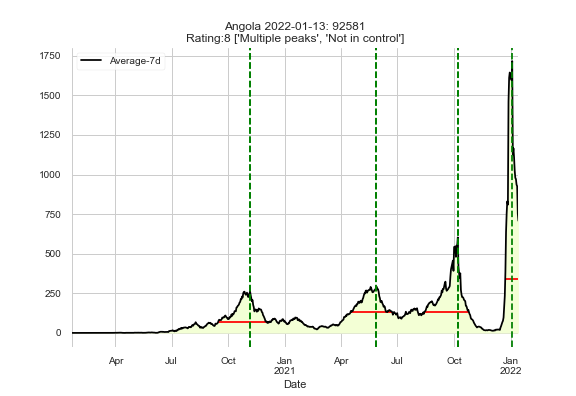 Angola 2022-01-13: 92581
Rating:8 ['Multiple peaks', 'Not in control']
Average-7d
1750
1500
1250
1000
750
500
250
0
Apr Jul Oct Jan Apr Jul Oct Jan
2021 2022
Date